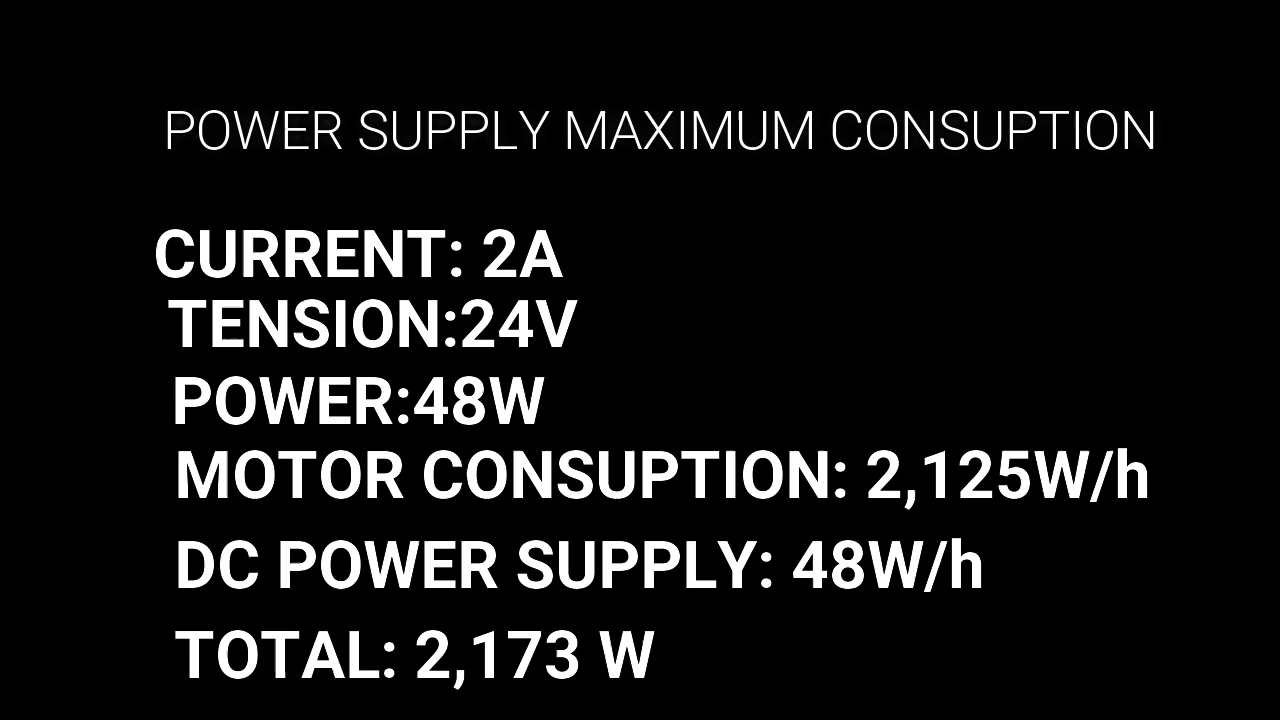 POWER SUPPLY MAXIMUM CONSUPTION
CURRENT: 2A
TENSION:24V
POWER:48W
MOTOR CONSUPTION: 2,125W/h
DC POWER SUPPLY: 48W/h
TOTAL: 2,173 W